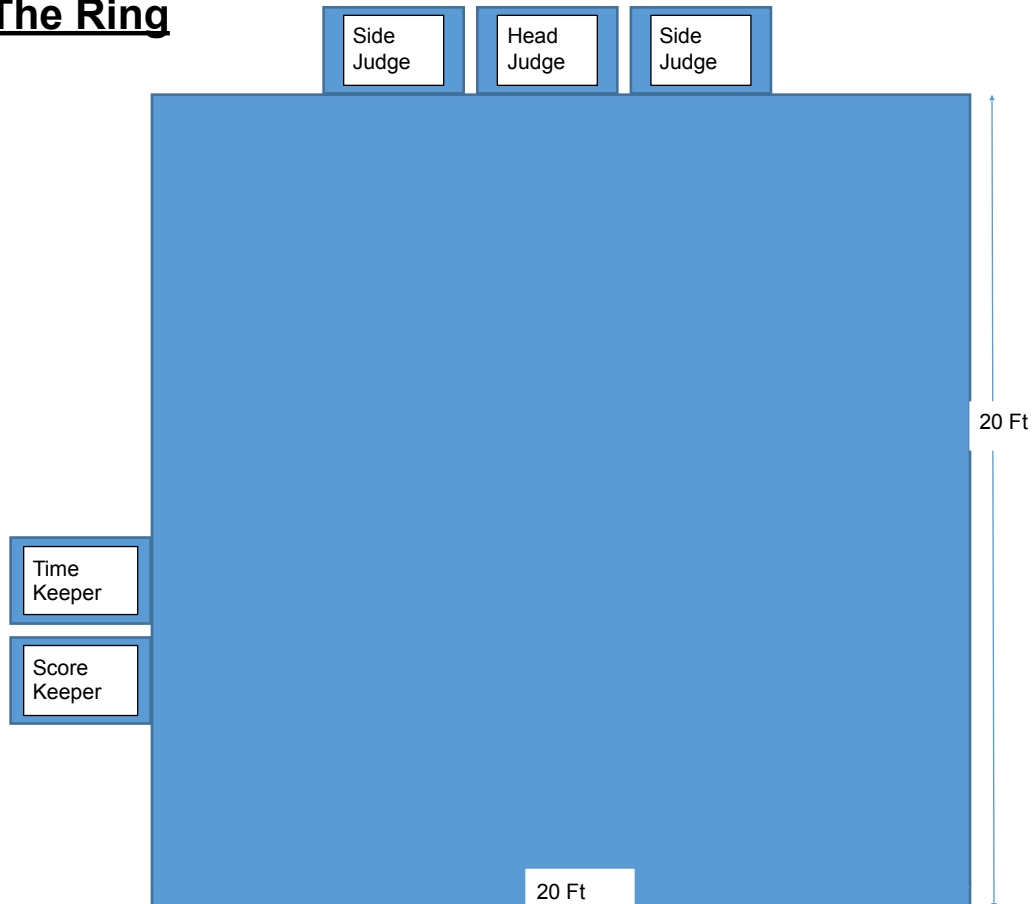 The Ring
Side
Judge
Head
Judge
Side
Judge
20 Ft
Time
Keeper
Score
Keeper
20 Ft